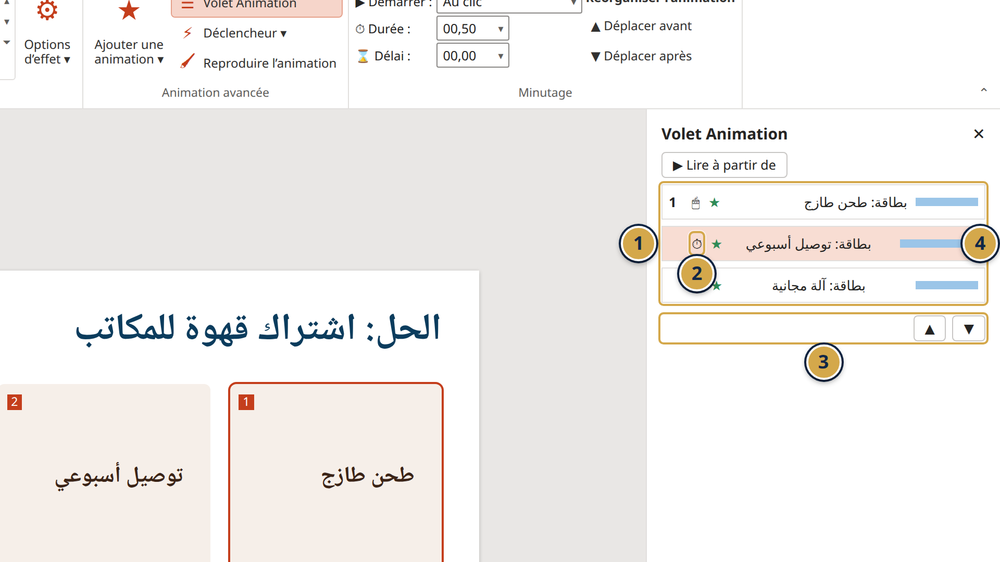 Volet Animation
▶ Démarrer :
Au clic
Réorganiser l'animation
Options
d’effet ▾
Ajouter une
animation ▾
Déclencheur ▾
Reproduire l’animation
Durée :
00,50
Délai :
00,00
▲ Déplacer avant
▼ Déplacer après
Animation avancée
Minutage
Volet Animation
▶ Lire à partir de
1
بطاقة: طحن طازج
بطاقة: توصيل أسبوعي
بطاقة: آلة مجانية
1
2
3
4
الحل: اشتراك قهوة للمكاتب
1
طحن طازج
2
توصيل أسبوعي